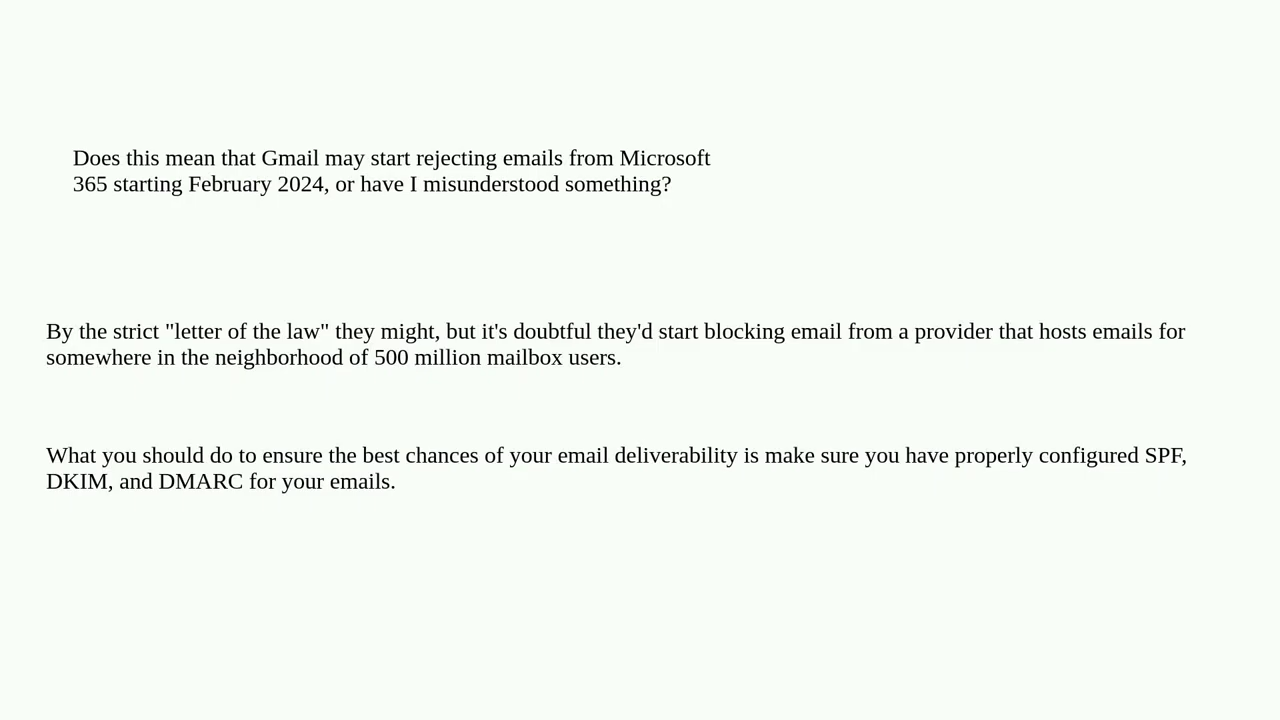 Does this mean that Gmail may start rejecting emails from Microsoft
365 starting February 2024, or have I misunderstood something?
By the strict "letter of the law" they might, but it's doubtful they'd start blocking email from a provider that hosts emails for
somewhere in the neighborhood of 500 million mailbox users.
What you should do to ensure the best chances of your email deliverability is make sure you have properly configured SPF,
DKIM, and DMARC for your emails.